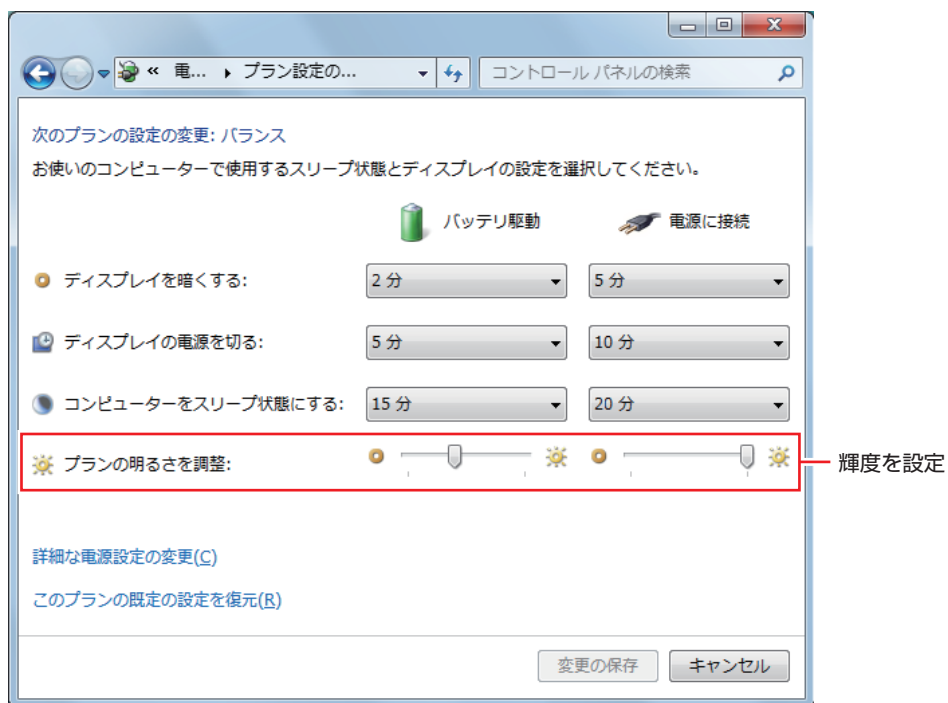 « 電... ▸ プラン設定の...
コントロール パネルの検索
次のプランの設定の変更: バランス
お使いのコンピューターで使用するスリープ状態とディスプレイの設定を選択してください。
バッテリ駆動 電源に接続
ディスプレイを暗くする: 2 分 5 分
ディスプレイの電源を切る: 5 分 10 分
コンピューターをスリープ状態にする: 15 分 20 分
プランの明るさを調整:
輝度を設定
詳細な電源設定の変更(C)
このプランの既定の設定を復元(R)
変更の保存 キャンセル